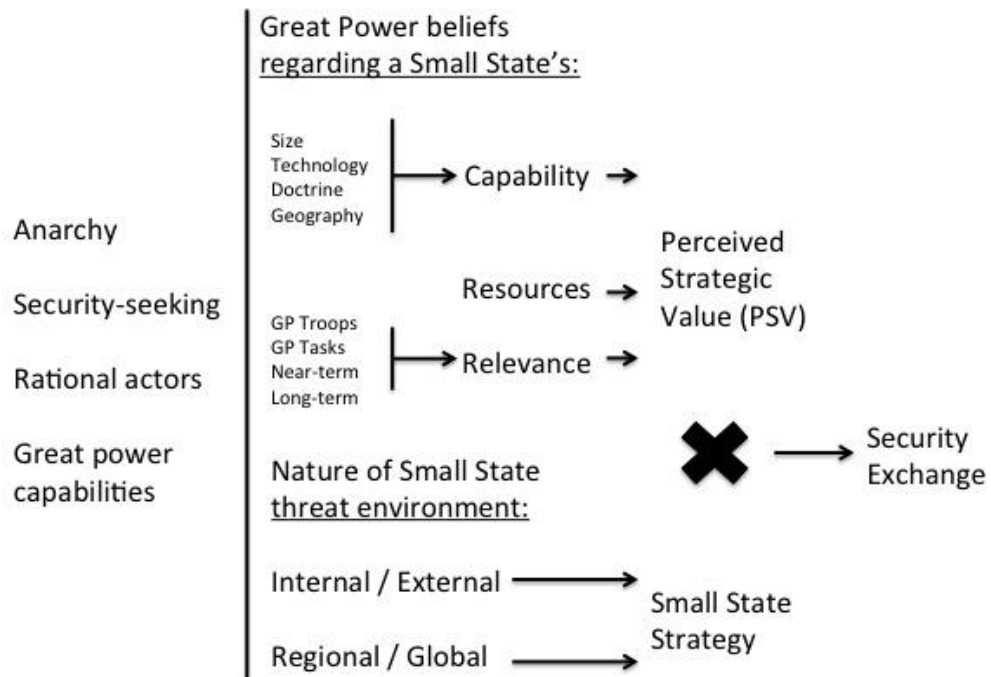 Anarchy
Security-seeking
Rational actors
Great power
capabilities
Great Power beliefs
regarding a Small State’s:
Size
Technology
Doctrine
Geography
Capability
Resources
GP Troops
GP Tasks
Near-term
Long-term
Relevance
Perceived
Strategic
Value (PSV)
Nature of Small State
threat environment:
Internal / External
Regional / Global
Small State
Strategy
Security
Exchange